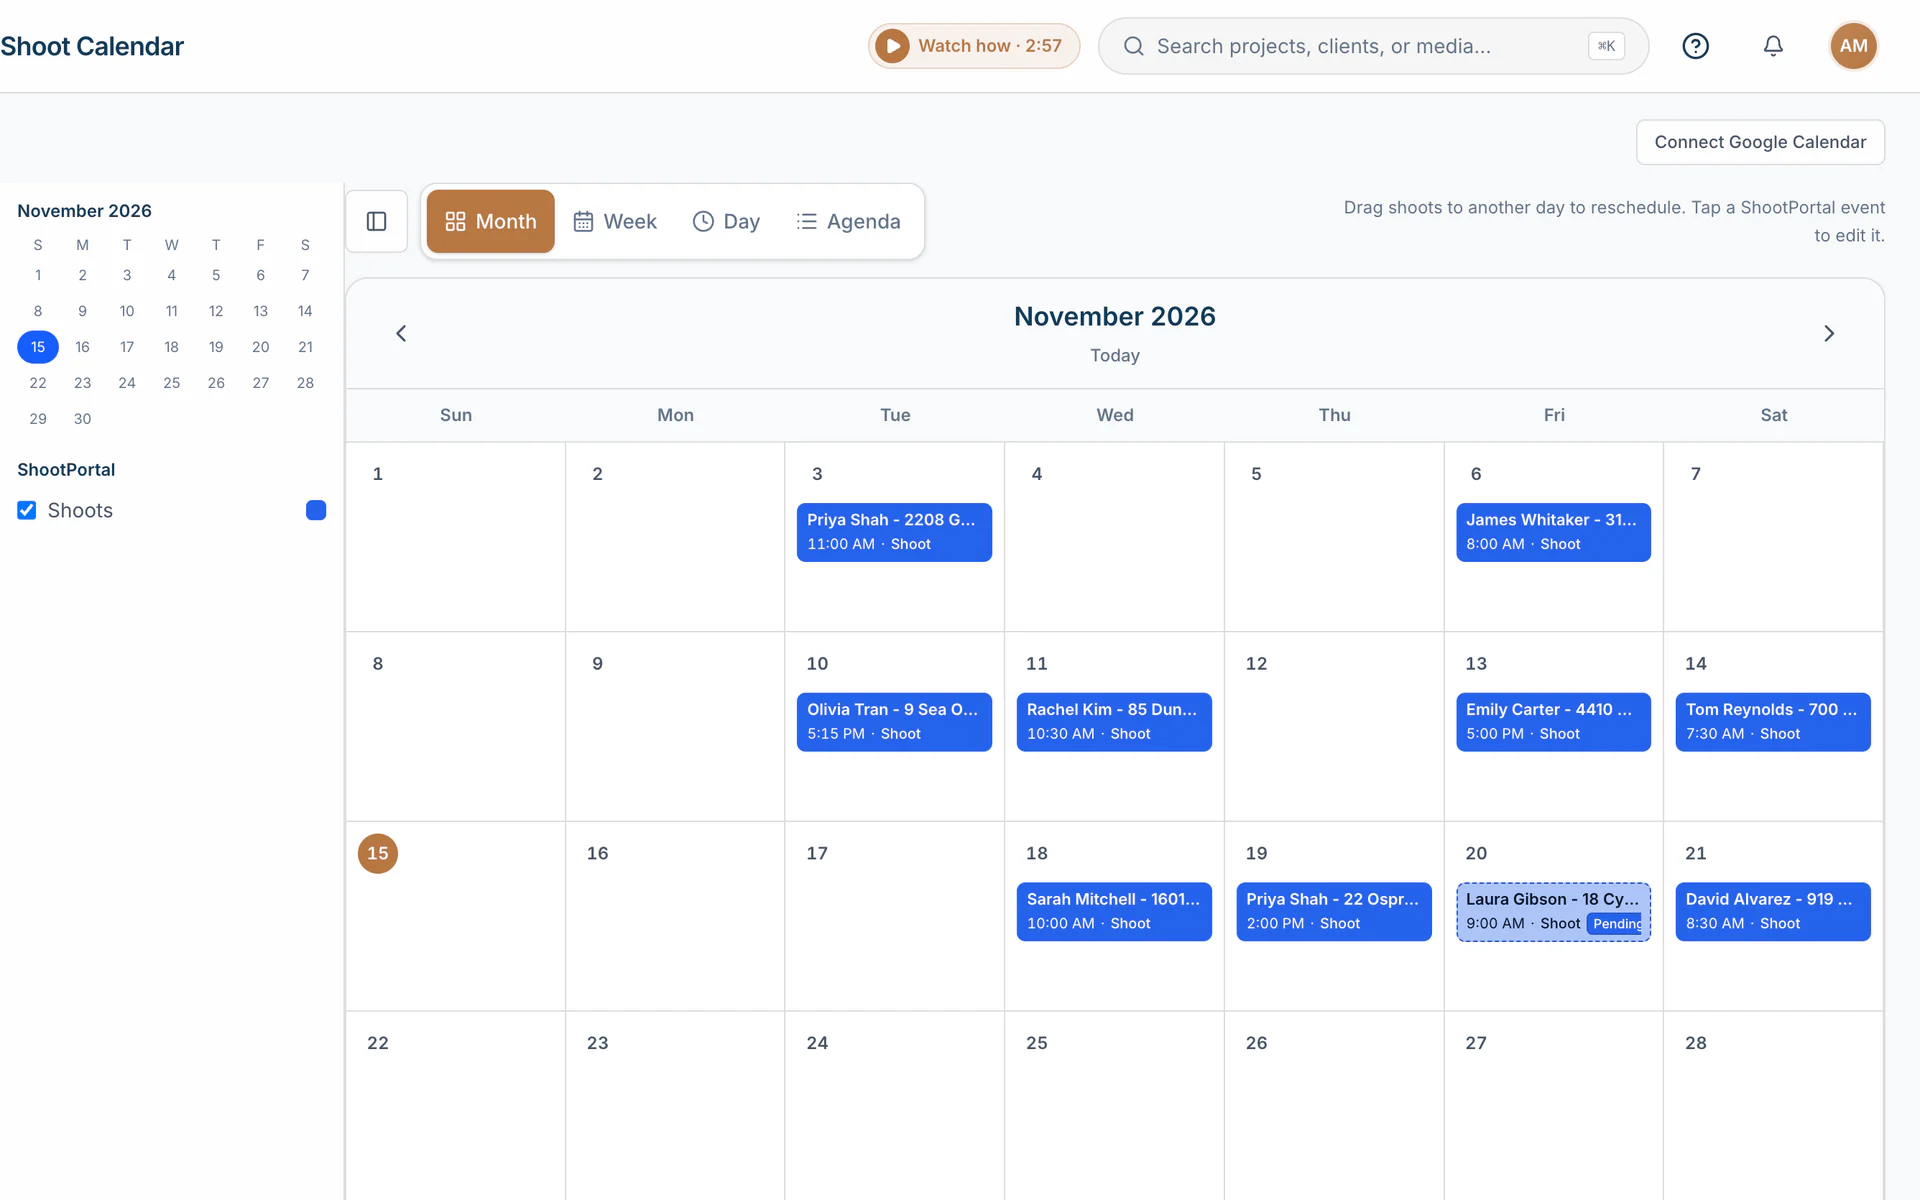 Shoot Calendar
Watch how · 2:57
Search projects, clients, or media...
⌘K
AM
Connect Google Calendar
November 2026
S M T W T F S
1 2 3 4 5 6 7
8 9 10 11 12 13 14
15 16 17 18 19 20 21
22 23 24 25 26 27 28
29 30
ShootPortal
Shoots
Month
Week
Day
Agenda
Drag shoots to another day to reschedule. Tap a ShootPortal event
to edit it.
November 2026
Today
Sun Mon Tue Wed Thu Fri Sat
1 2 3 4 5 6 7
Priya Shah - 2208 G...
11:00 AM · Shoot
James Whitaker - 31...
8:00 AM · Shoot
8 9 10 11 12 13 14
Olivia Tran - 9 Sea O...
5:15 PM · Shoot
Rachel Kim - 85 Dun...
10:30 AM · Shoot
Emily Carter - 4410 ...
5:00 PM · Shoot
Tom Reynolds - 700 ...
7:30 AM · Shoot
15 16 17 18 19 20 21
Sarah Mitchell - 1601...
10:00 AM · Shoot
Priya Shah - 22 Ospr...
2:00 PM · Shoot
Laura Gibson - 18 Cy...
9:00 AM · Shoot Pending
David Alvarez - 919 ...
8:30 AM · Shoot
22 23 24 25 26 27 28